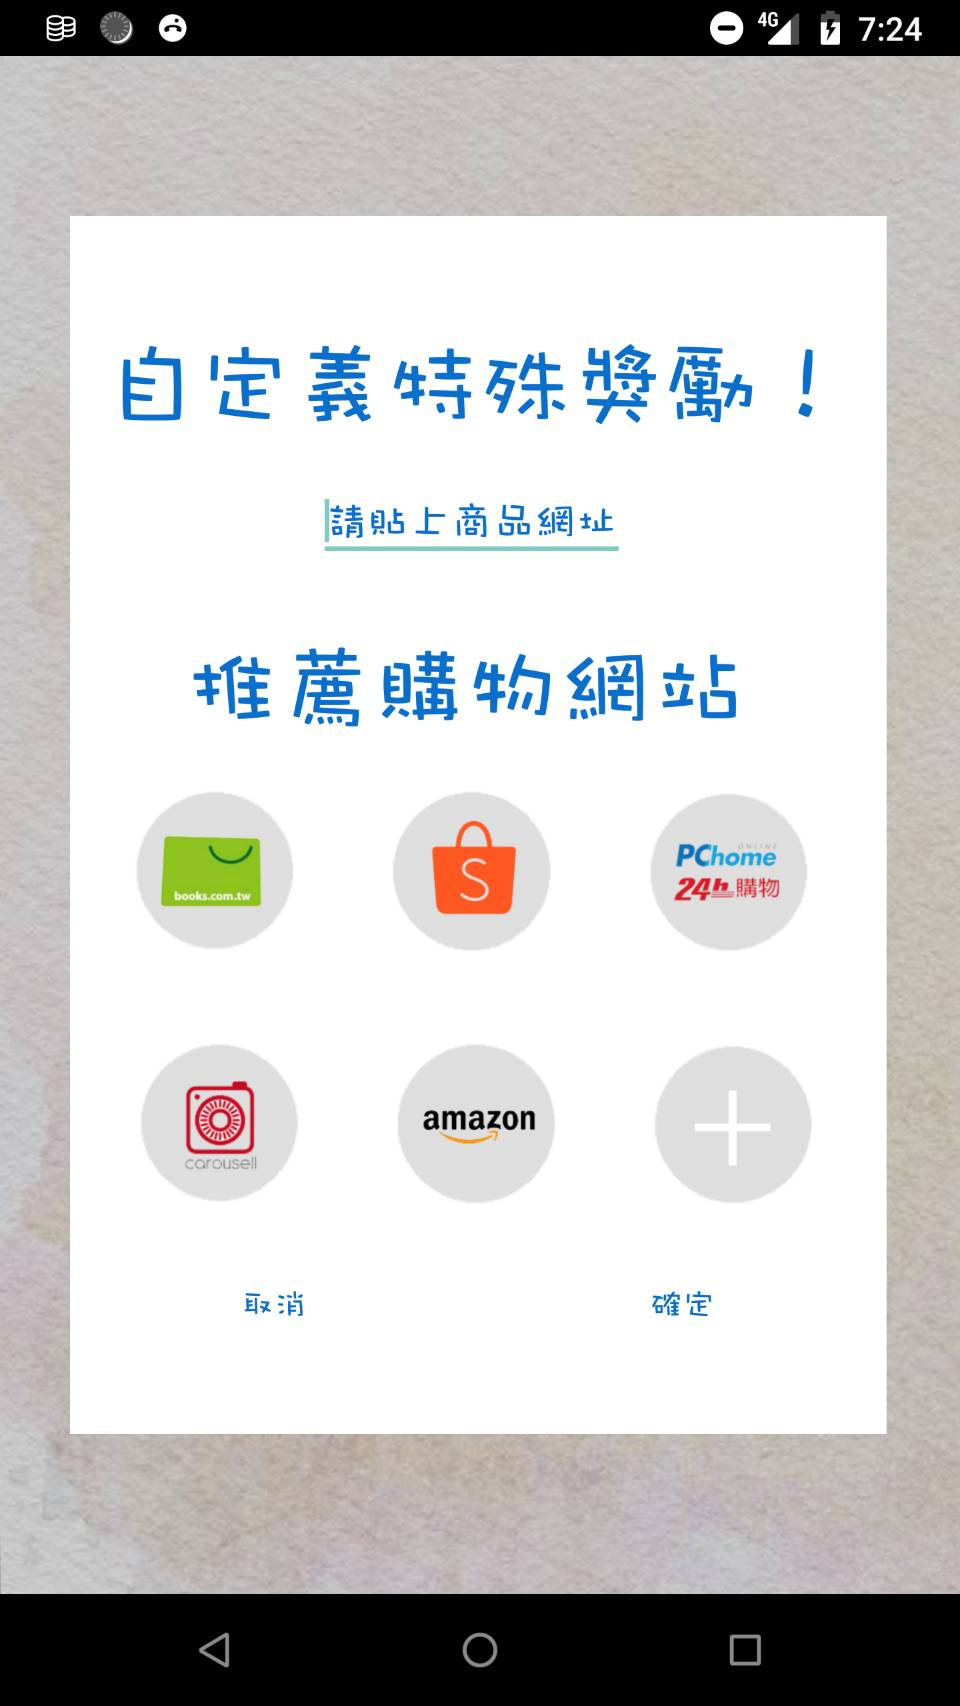 4G 7:24
自定義特殊獎勵！
請貼上商品網址
推薦購物網站
books.com.tw
S
PChome ONLINE
24h購物
carousell
amazon
取消
確定